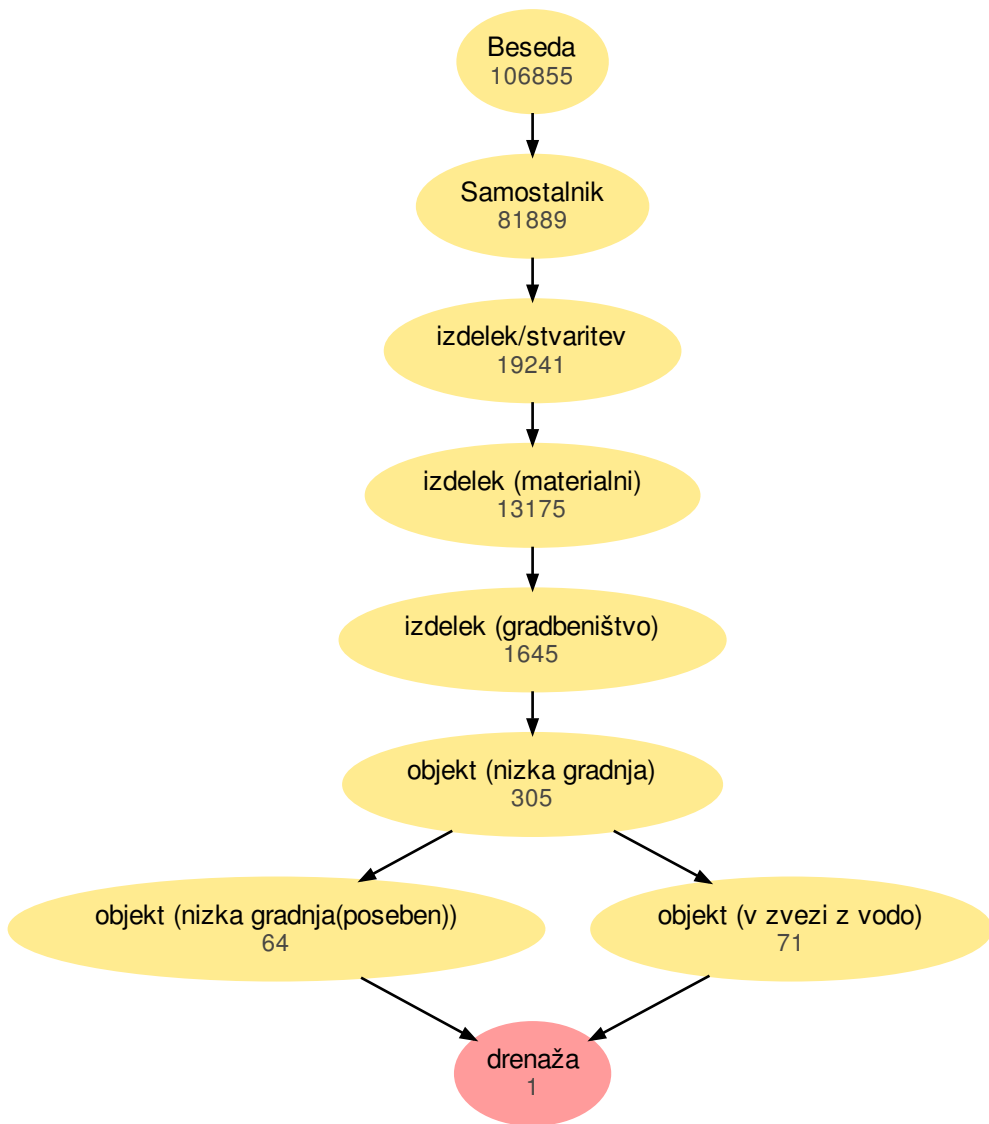 Beseda
106855
Samostalnik
81889
izdelek/stvaritev
19241
izdelek (materialni)
13175
izdelek (gradbeništvo)
1645
objekt (nizka gradnja)
305
objekt (nizka gradnja(poseben))
64
objekt (v zvezi z vodo)
71
drenaža
1